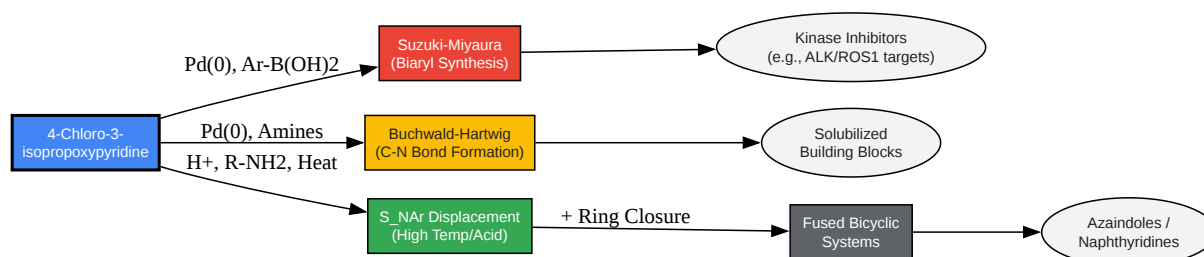 4-Chloro-3-
isopropoxypyridine
Pd(0), Ar-B(OH)2
Suzuki-Miyaura
(Biaryl Synthesis)
Kinase Inhibitors
(e.g., ALK/ROS1 targets)
Pd(0), Amines
Buchwald-Hartwig
(C-N Bond Formation)
Solubilized
Building Blocks
H+, R-NH2, Heat
S_NAr Displacement
(High Temp/Acid)
+ Ring Closure
Fused Bicyclic
Systems
Azaindoles /
Naphthyridines